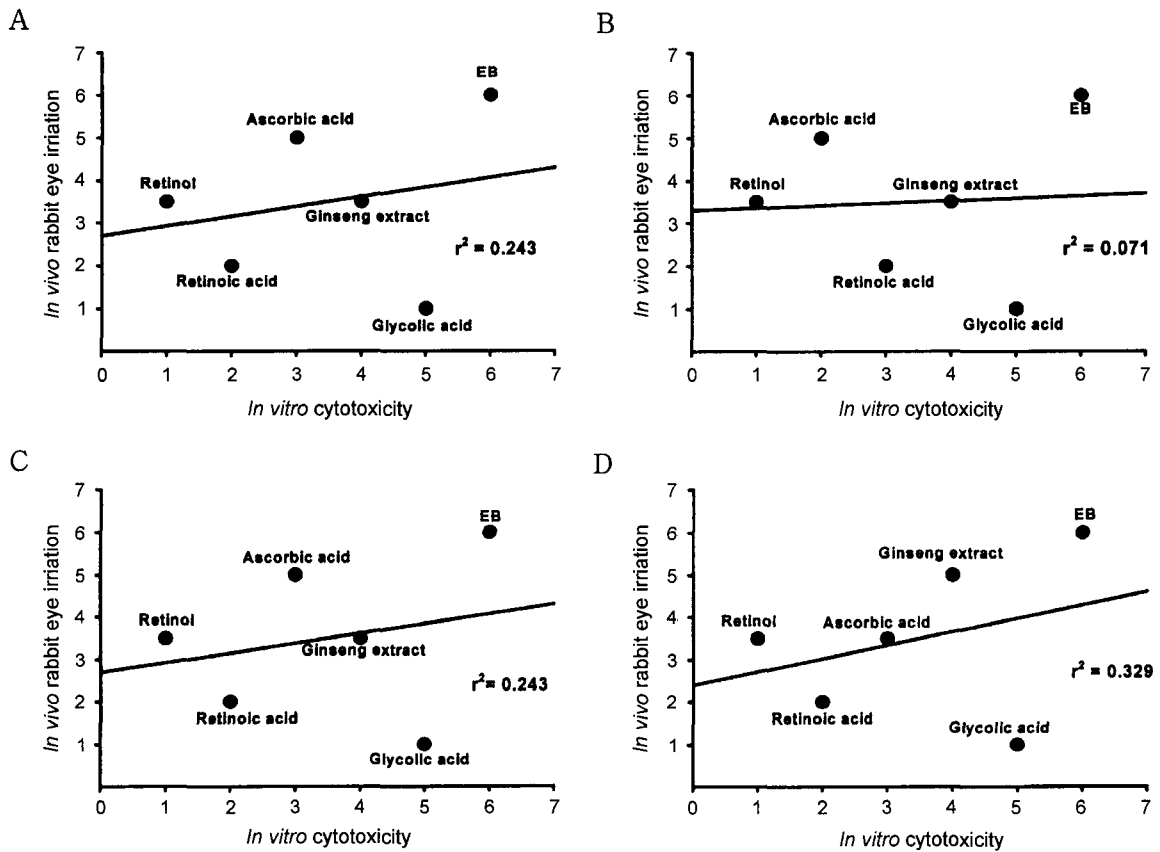 A
7
6
5
4
3
2
1
0 1 2 3 4 5 6 7
In vivo rabbit eye irriation
In vitro cytotoxicity
EB
Ascorbic acid
Retinol
Ginseng extract
Retinoic acid
Glycolic acid
r² = 0.243
B
7
6
5
4
3
2
1
0 1 2 3 4 5 6 7
In vivo rabbit eye irriation
In vitro cytotoxicity
EB
Ascorbic acid
Retinol
Ginseng extract
Retinoic acid
Glycolic acid
r² = 0.071
C
7
6
5
4
3
2
1
0 1 2 3 4 5 6 7
In vivo rabbit eye irriation
In vitro cytotoxicity
EB
Ascorbic acid
Retinol
Ginseng extract
Retinoic acid
Glycolic acid
r² = 0.243
D
7
6
5
4
3
2
1
0 1 2 3 4 5 6 7
In vivo rabbit eye irriation
In vitro cytotoxicity
EB
Ginseng extract
Retinol
Ascorbic acid
Retinoic acid
Glycolic acid
r² = 0.329